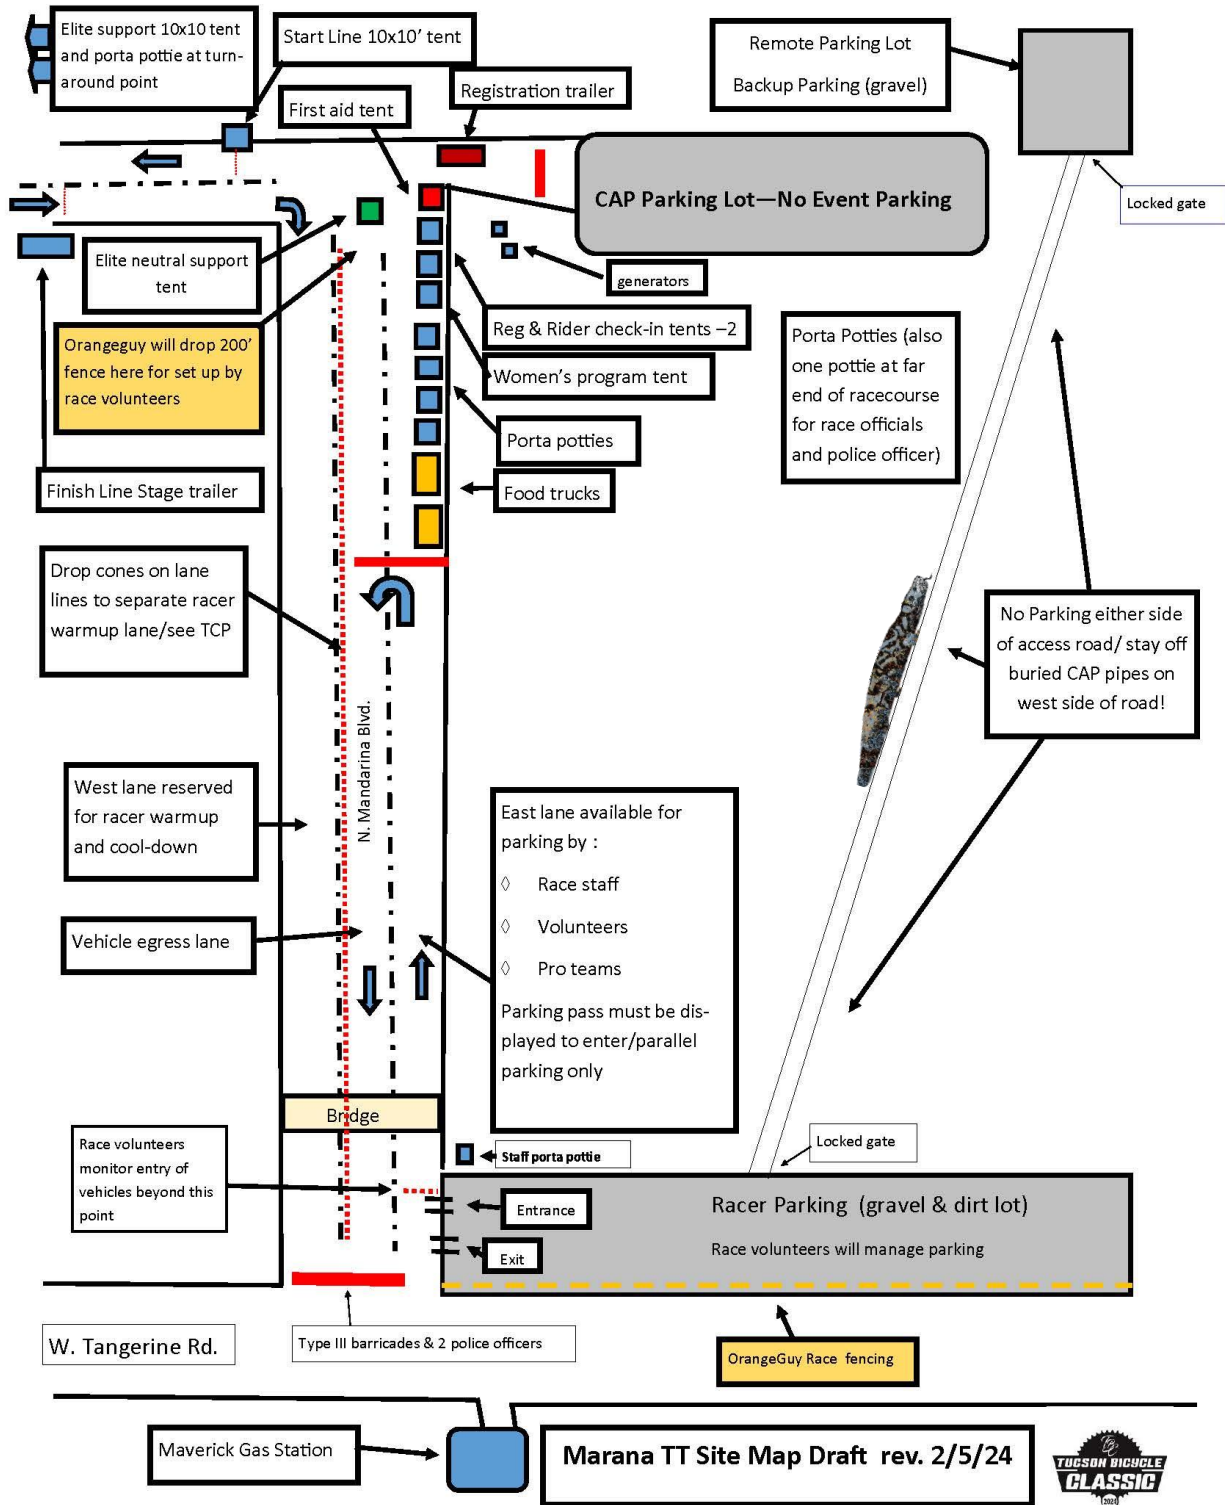 Elite support 10x10 tent
and porta pottie at turn-
around point
Start Line 10x10’ tent
First aid tent
Registration trailer
Remote Parking Lot
Backup Parking (gravel)
CAP Parking Lot—No Event Parking
Locked gate
Elite neutral support
tent
generators
Orangeguy will drop 200’
fence here for set up by
race volunteers
Reg & Rider check-in tents –2
Women’s program tent
Porta potties
Porta Potties (also
one pottie at far
end of racecourse
for race officials
and police officer)
Finish Line Stage trailer
Food trucks
Drop cones on lane
lines to separate racer
warmup lane/see TCP
No Parking either side
of access road/ stay off
buried CAP pipes on
west side of road!
N. Mandarina Blvd.
West lane reserved
for racer warmup
and cool-down
East lane available for
parking by :
◊ Race staff
◊ Volunteers
◊ Pro teams
Parking pass must be dis-
played to enter/parallel
parking only
Vehicle egress lane
Bridge
Race volunteers
monitor entry of
vehicles beyond this
point
Staff porta pottie
Locked gate
Entrance
Exit
Racer Parking (gravel & dirt lot)
Race volunteers will manage parking
W. Tangerine Rd.
Type III barricades & 2 police officers
OrangeGuy Race fencing
Maverick Gas Station
Marana TT Site Map Draft rev. 2/5/24
TBC
TUCSON BICYCLE
CLASSIC